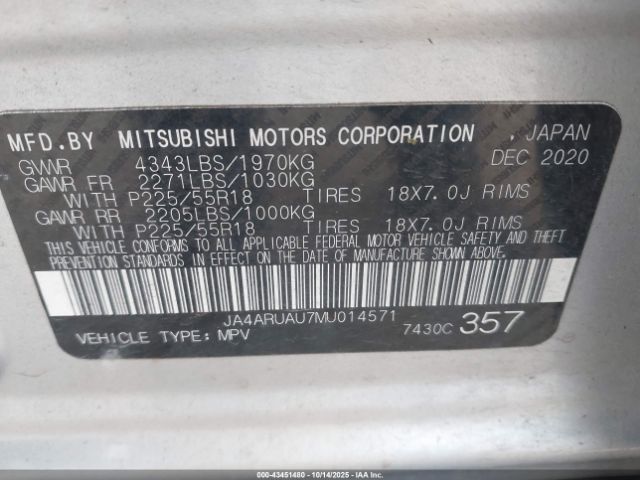 MFD.BY MITSUBISHI MOTORS CORPORATION , JAPAN
GVWR 4343LBS/1970KG DEC 2020
GAWR FR 2271LBS/1030KG
WITH P225/55R18 TIRES 18X7.0J RIMS
GAWR RR 2205LBS/1000KG
WITH P225/55R18 TIRES 18X7.0J RIMS
THIS VEHICLE CONFORMS TO ALL APPLICABLE FEDERAL MOTOR VEHICLE SAFETY AND THEFT
PREVENTION STANDARDS IN EFFECT ON THE DATE OF MANUFACTURE SHOWN ABOVE.
JA4ARUAU7MU014571
VEHICLE TYPE:MPV 7430C 357
000-43451480 - 10/14/2025 - IAA Inc.